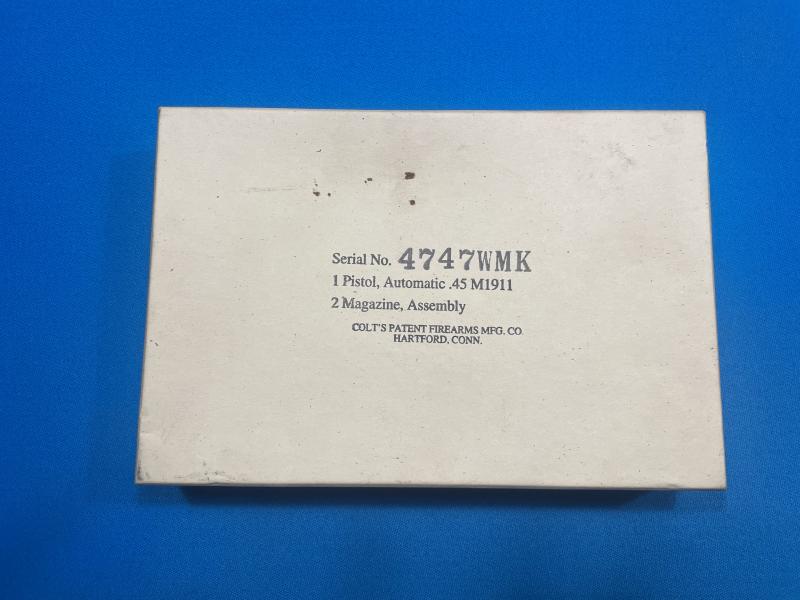 Serial No. 4747WMK
1 Pistol, Automatic .45 M1911
2 Magazine, Assembly
COLT'S PATENT FIREARMS MFG. CO.
HARTFORD, CONN.